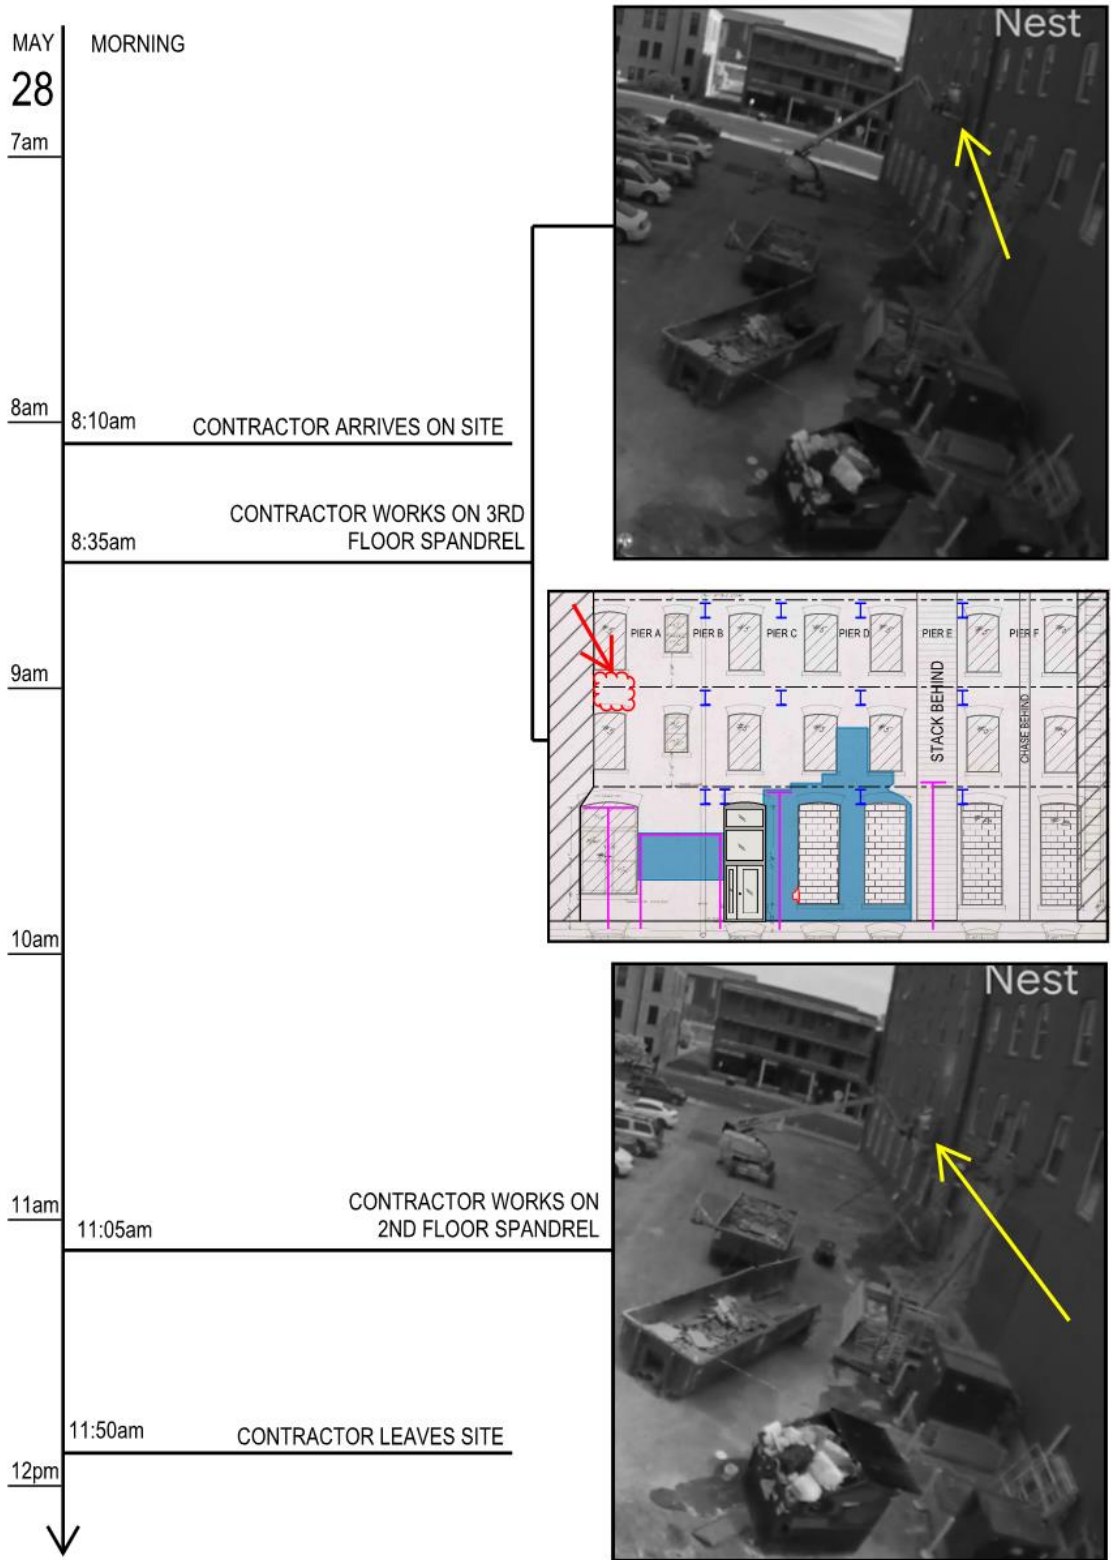 MAY
28
MORNING
7am
8am
8:10am
CONTRACTOR ARRIVES ON SITE
CONTRACTOR WORKS ON 3RD
FLOOR SPANDREL
8:35am
9am
10am
11am
11:05am
CONTRACTOR WORKS ON
2ND FLOOR SPANDREL
11:50am
CONTRACTOR LEAVES SITE
12pm
Nest
PIER A
PIER B
PIER C
PIER D
PIER E
PIER F
STACK BEHIND
CHASE BEHIND
Nest